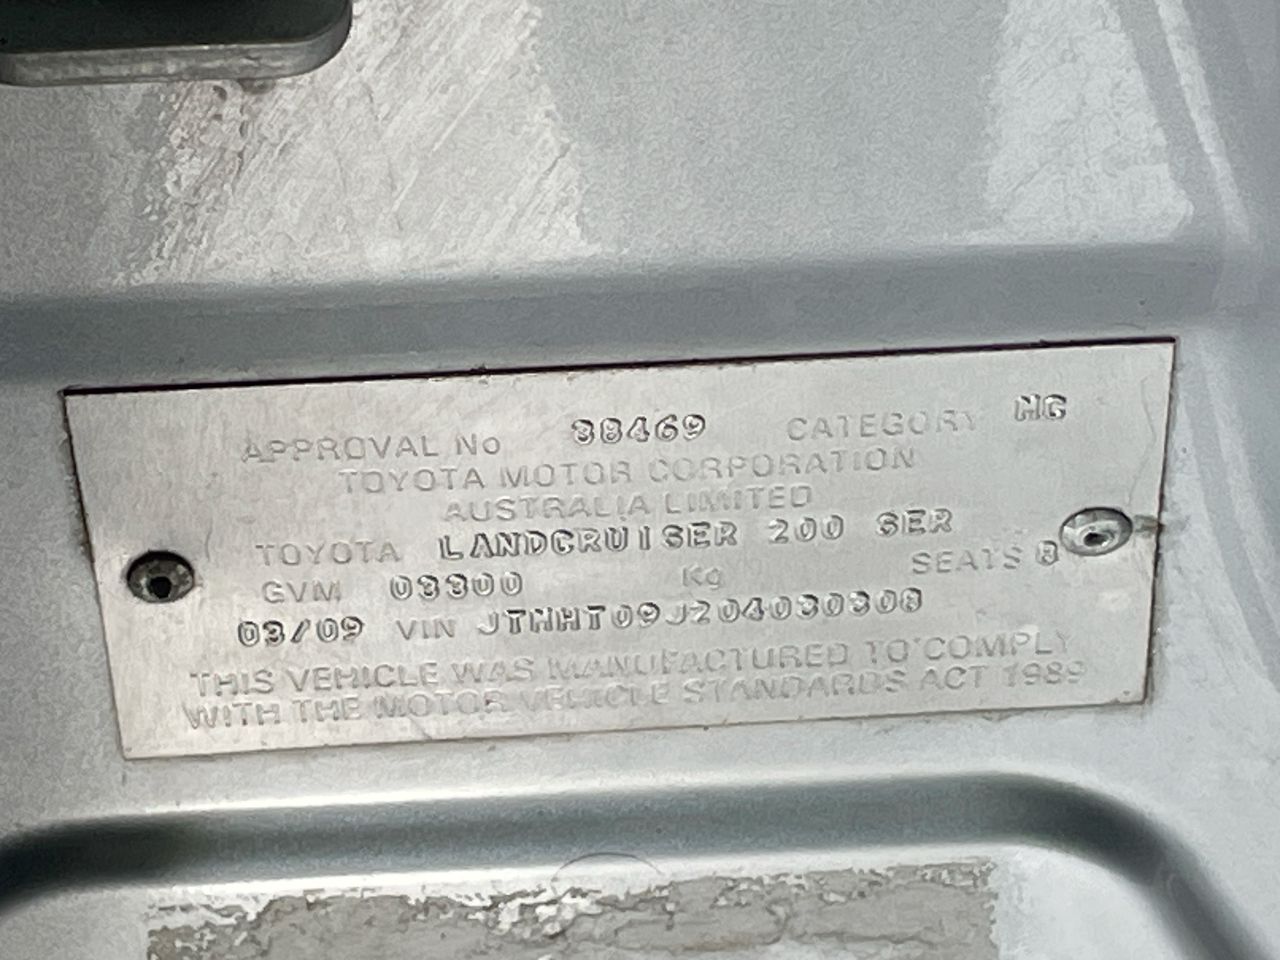 APPROVAL No 38469 CATEGORY MC
TOYOTA MOTOR CORPORATION
AUSTRALIA LIMITED
TOYOTA LANDCRUISER 200 SER
GVM 03300 Kg SEATS 8
03/09 VIN JTMHT09J204030308
THIS VEHICLE WAS MANUFACTURED TO COMPLY
WITH THE MOTOR VEHICLE STANDARDS ACT 1989